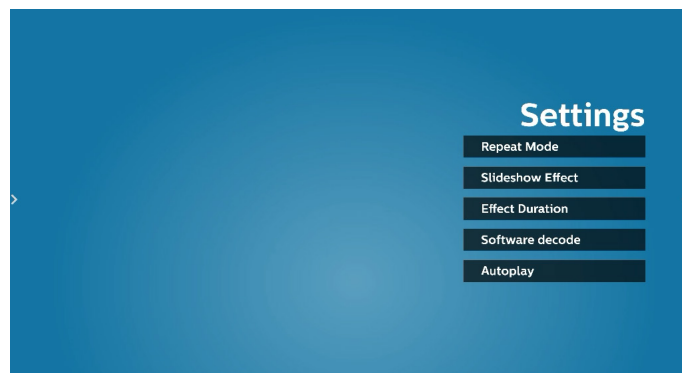 Settings
Repeat Mode
Slideshow Effect
Effect Duration
Software decode
Autoplay